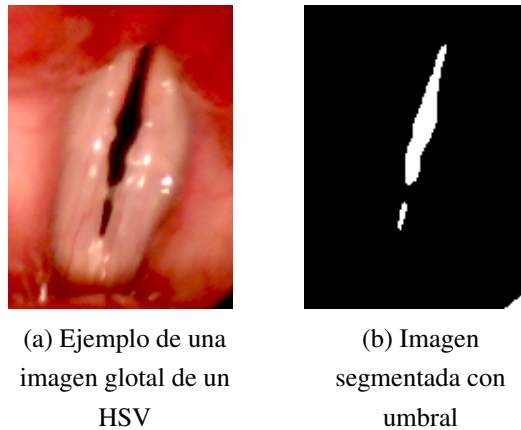 (a) Ejemplo de una
imagen glotal de un
HSV
(b) Imagen
segmentada con
umbral